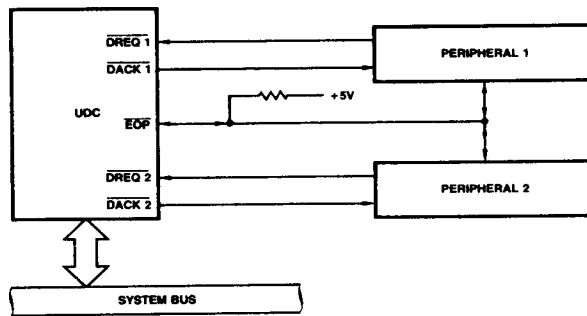 DREQ 1
PERIPHERAL 1
DACK 1
+5V
UDC
EOP
DREQ 2
PERIPHERAL 2
DACK 2
SYSTEM BUS